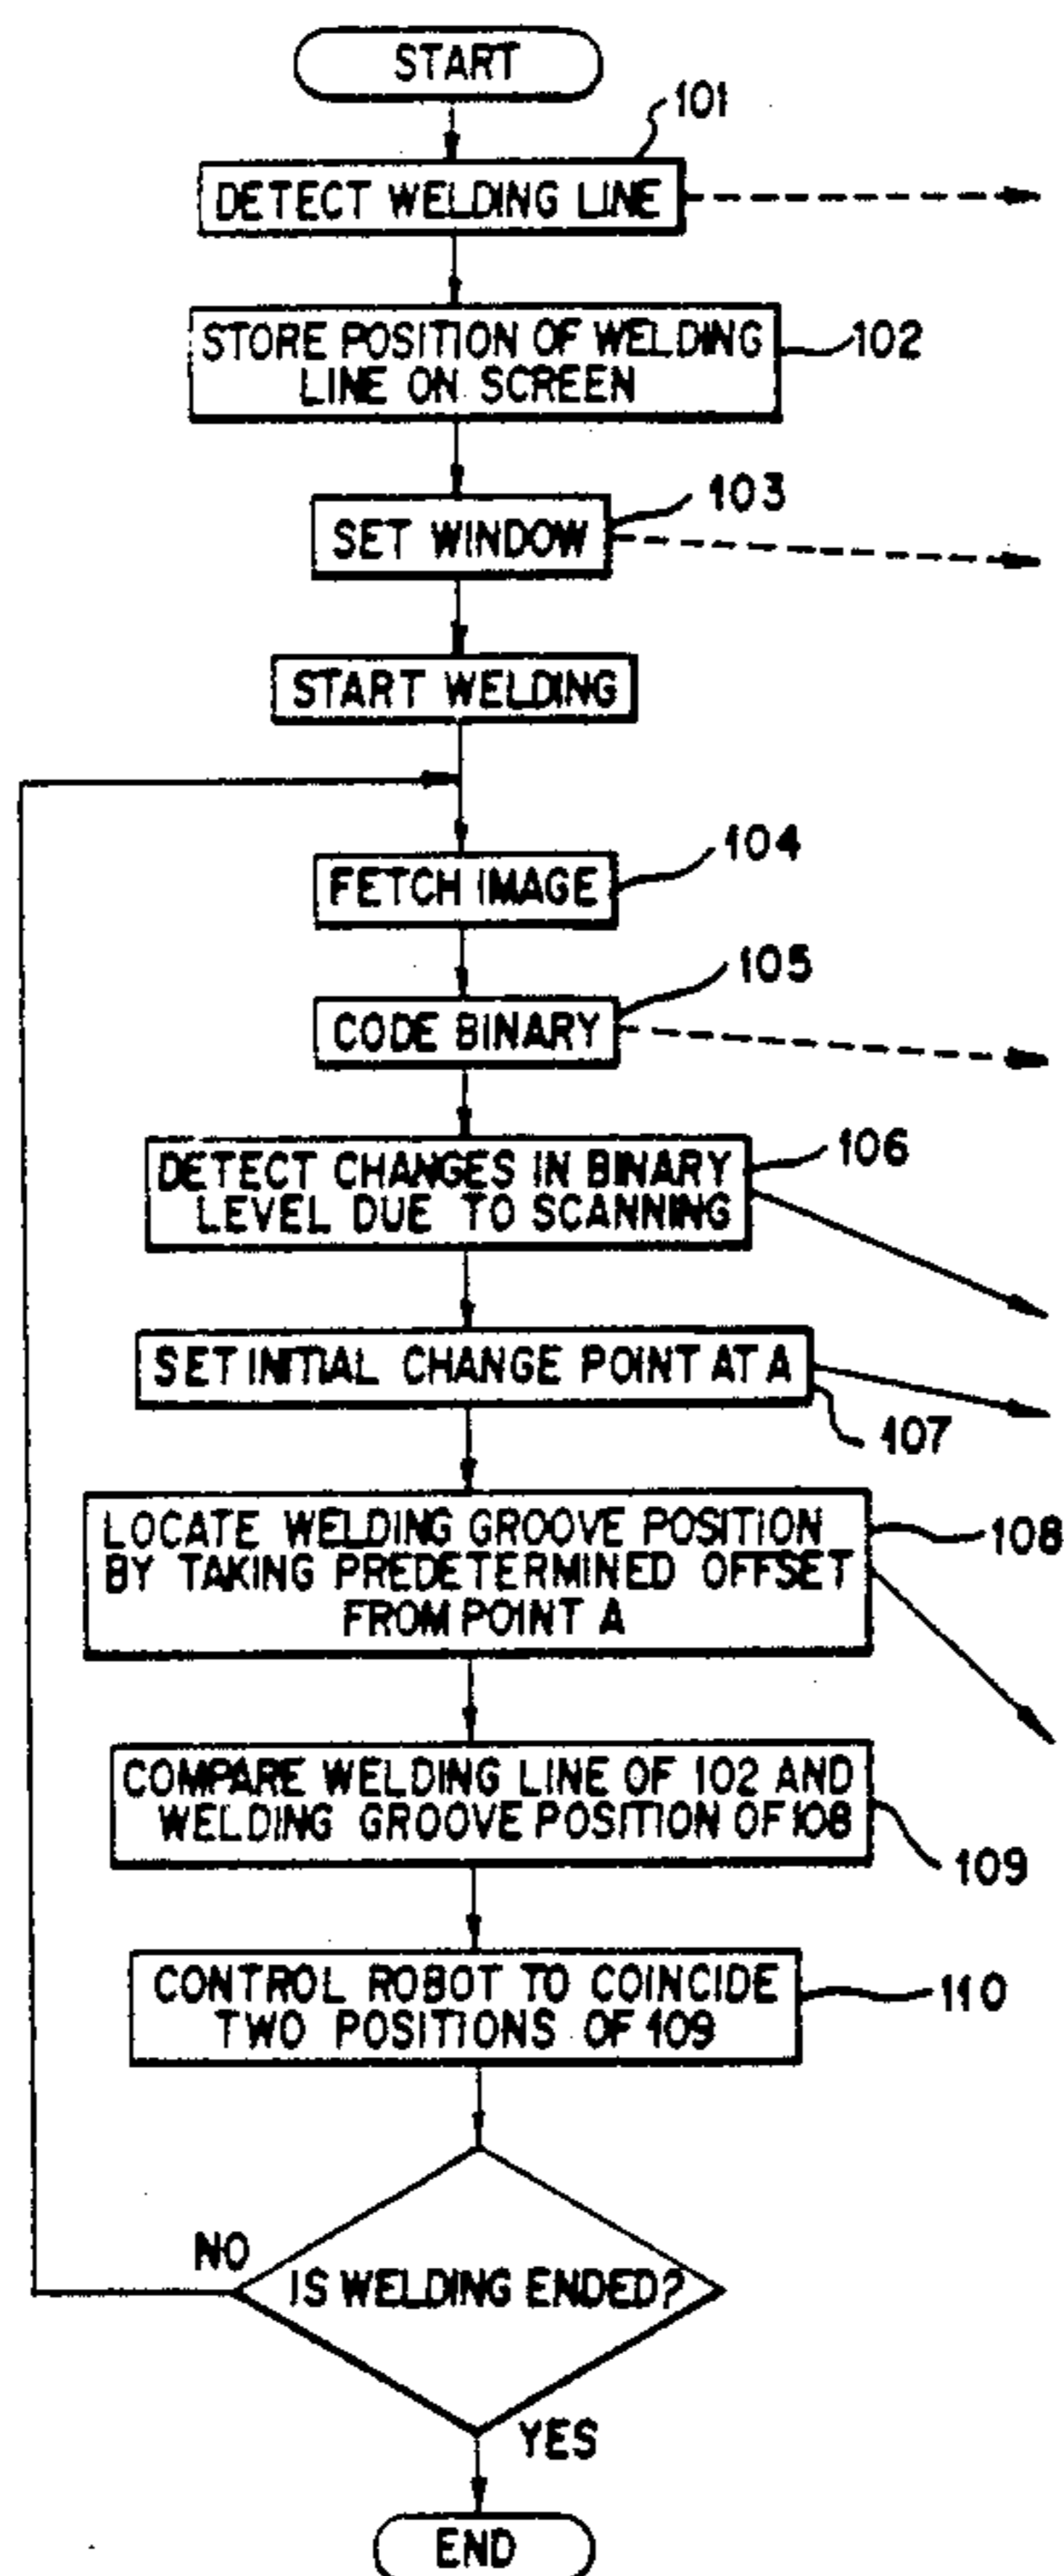 START
101
DETECT WELDING LINE
STORE POSITION OF WELDING
LINE ON SCREEN
102
103
SET WINDOW
START WELDING
104
FETCH IMAGE
105
CODE BINARY
106
DETECT CHANGES IN BINARY
LEVEL DUE TO SCANNING
SET INITIAL CHANGE POINT AT A
107
LOCATE WELDING GROOVE POSITION
BY TAKING PREDETERMINED OFFSET
FROM POINT A
108
COMPARE WELDING LINE OF 102 AND
WELDING GROOVE POSITION OF 108
109
CONTROL ROBOT TO COINCIDE
TWO POSITIONS OF 109
110
NO
IS WELDING ENDED?
YES
END